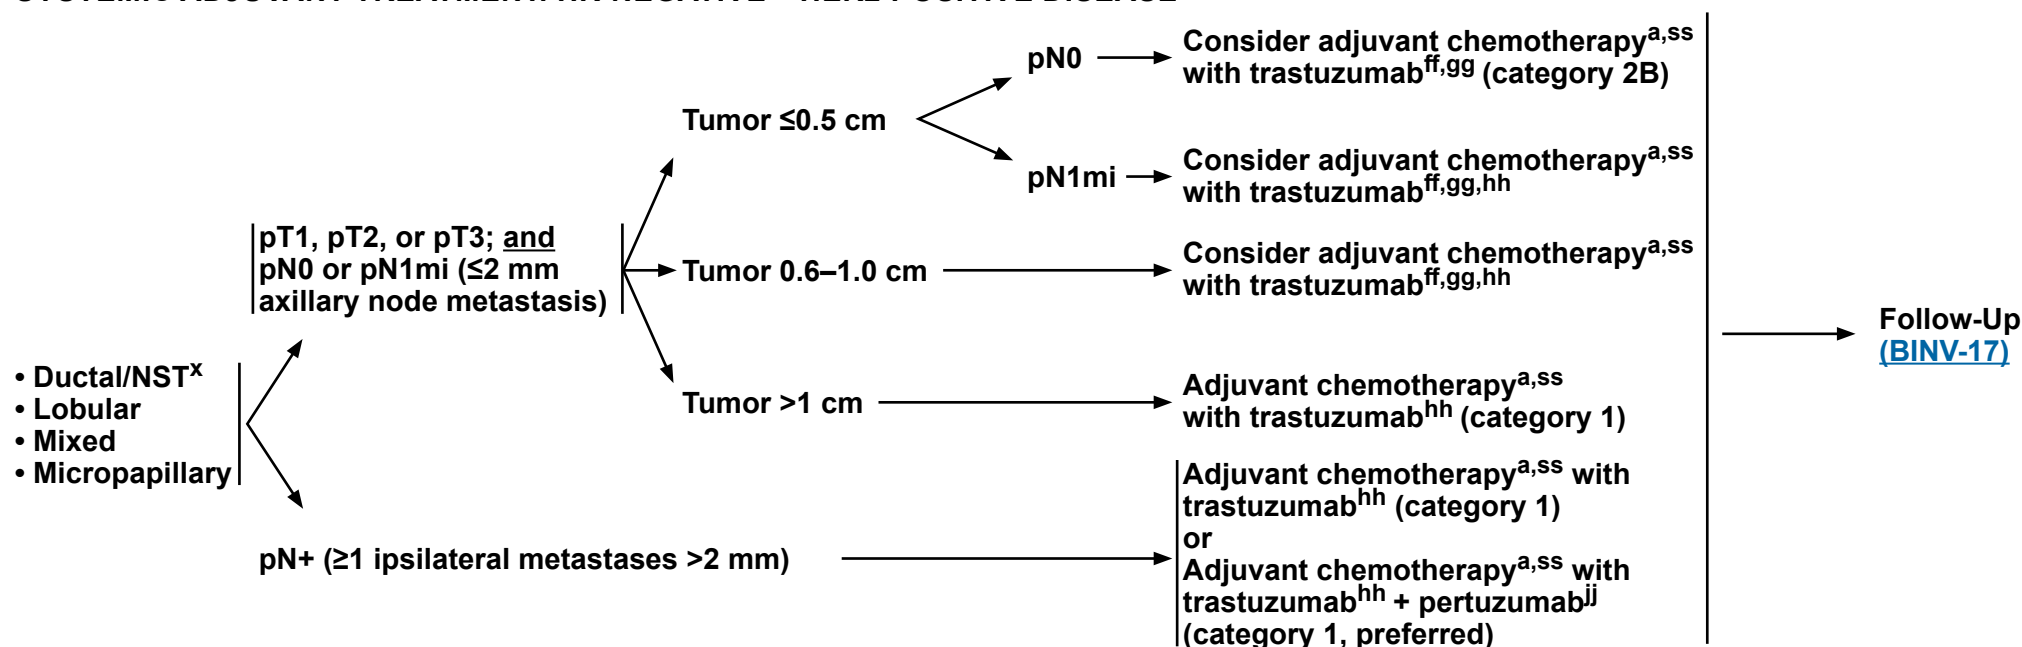 • Ductal/NSTx
• Lobular
• Mixed
• Micropapillary
pT1, pT2, or pT3; and
pN0 or pN1mi (≤2 mm
axillary node metastasis)
pN+ (≥1 ipsilateral metastases >2 mm)
Tumor ≤0.5 cm
Tumor 0.6–1.0 cm
Tumor >1 cm
pN0
pN1mi
Consider adjuvant chemotherapya,ss
with trastuzumabff,gg (category 2B)
Consider adjuvant chemotherapya,ss
with trastuzumabff,gg,hh
Consider adjuvant chemotherapya,ss
with trastuzumabff,gg,hh
Adjuvant chemotherapya,ss
with trastuzumabhh (category 1)
Adjuvant chemotherapya,ss with
trastuzumabhh (category 1)
or
Adjuvant chemotherapya,ss with
trastuzumabhh + pertuzumabjj
(category 1, preferred)
Follow-Up
(BINV-17)